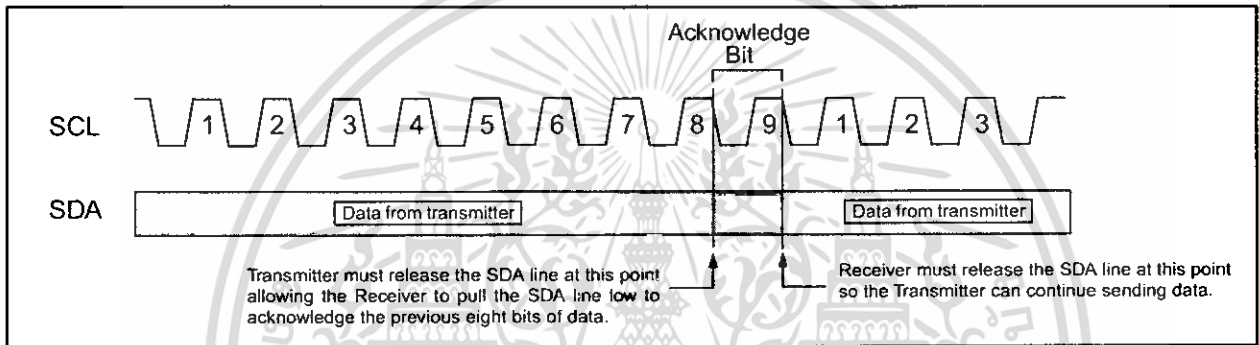 Acknowledge
Bit
SCL 1 2 3 4 5 6 7 8 9 1 2 3
SDA Data from transmitter Data from transmitter
Transmitter must release the SDA line at this point
allowing the Receiver to pull the SDA line low to
acknowledge the previous eight bits of data.
Receiver must release the SDA line at this point
so the Transmitter can continue sending data.